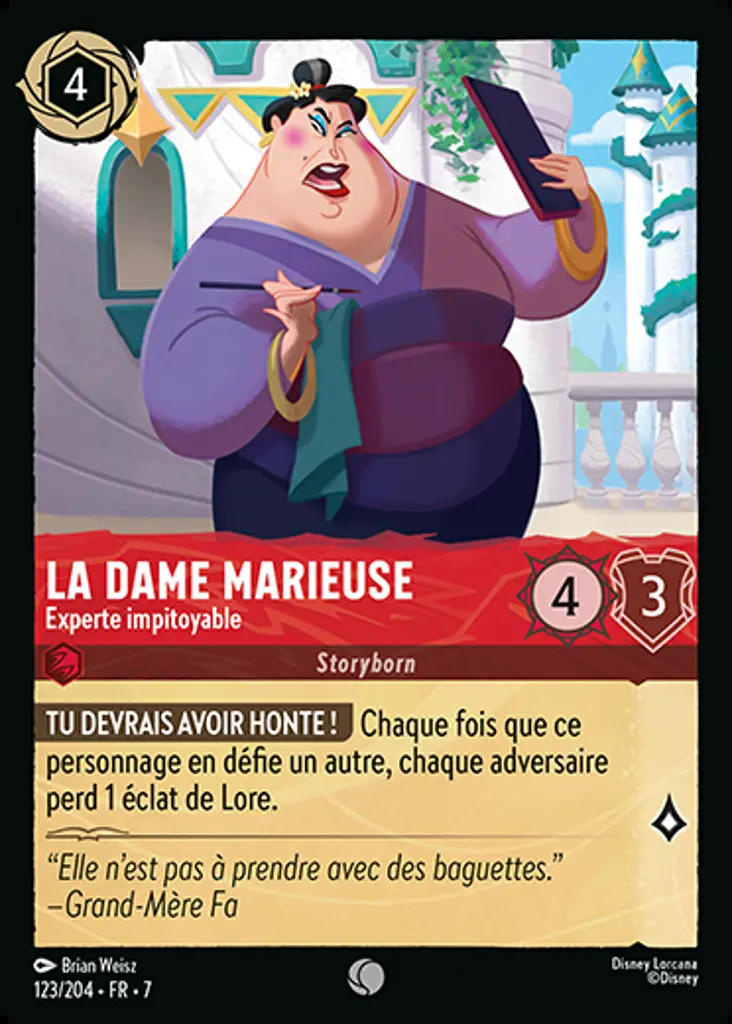 4
LA DAME MARIEUSE
Experte impitoyable
4
3
Storyborn
TU DEVRAIS AVOIR HONTE ! Chaque fois que ce
personnage en défie un autre, chaque adversaire
perd 1 éclat de Lore.
“Elle n’est pas à prendre avec des baguettes.”
–Grand-Mère Fa
Brian Weisz
123/204 • FR • 7
Disney Lorcana
©Disney